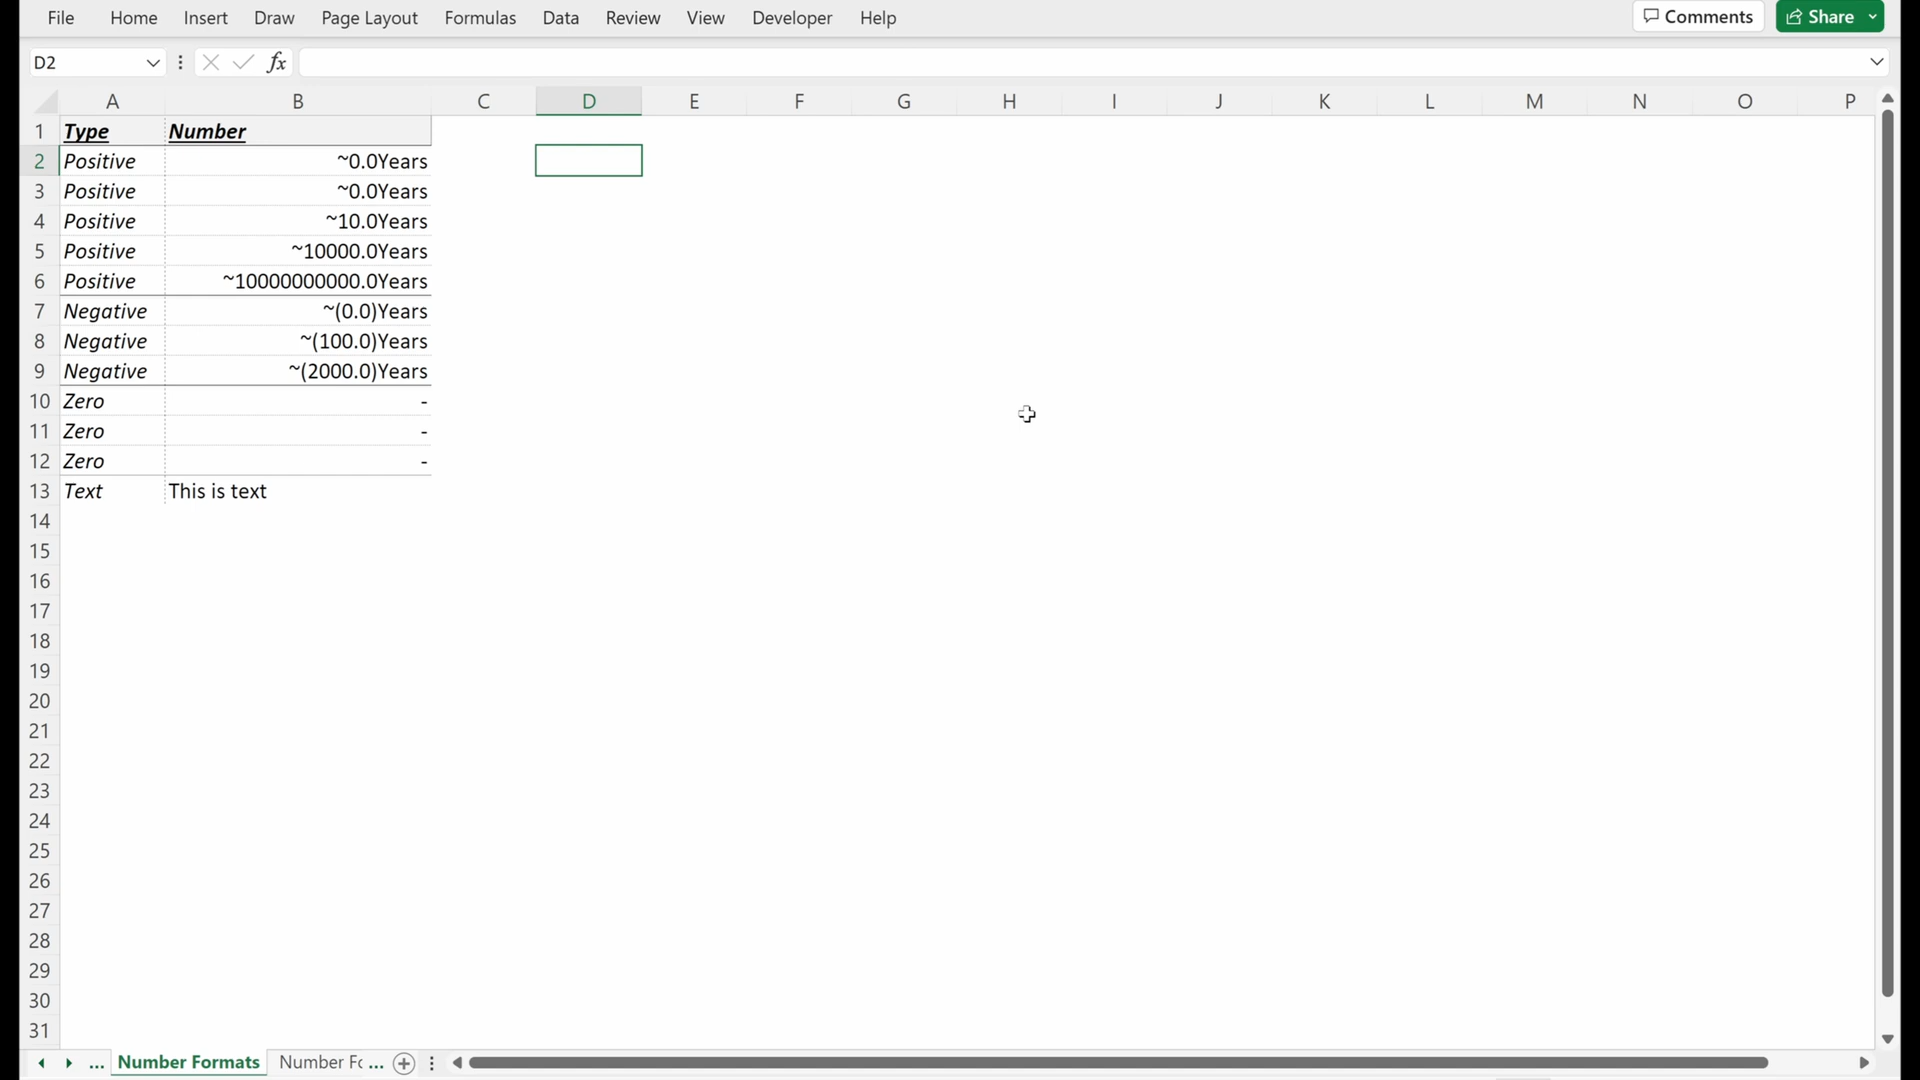 File Home Insert Draw Page Layout Formulas Data Review View Developer Help Comments Share
D2 fx
A B C D E F G H I J K L M N O P
1 Type Number
2 Positive ~0.0Years
3 Positive ~0.0Years
4 Positive ~10.0Years
5 Positive ~10000.0Years
6 Positive ~10000000000.0Years
7 Negative ~(0.0)Years
8 Negative ~(100.0)Years
9 Negative ~(2000.0)Years
10 Zero -
11 Zero -
12 Zero -
13 Text This is text
14
15
16
17
18
19
20
21
22
23
24
25
26
27
28
29
30
31
... Number Formats Number Fo ...